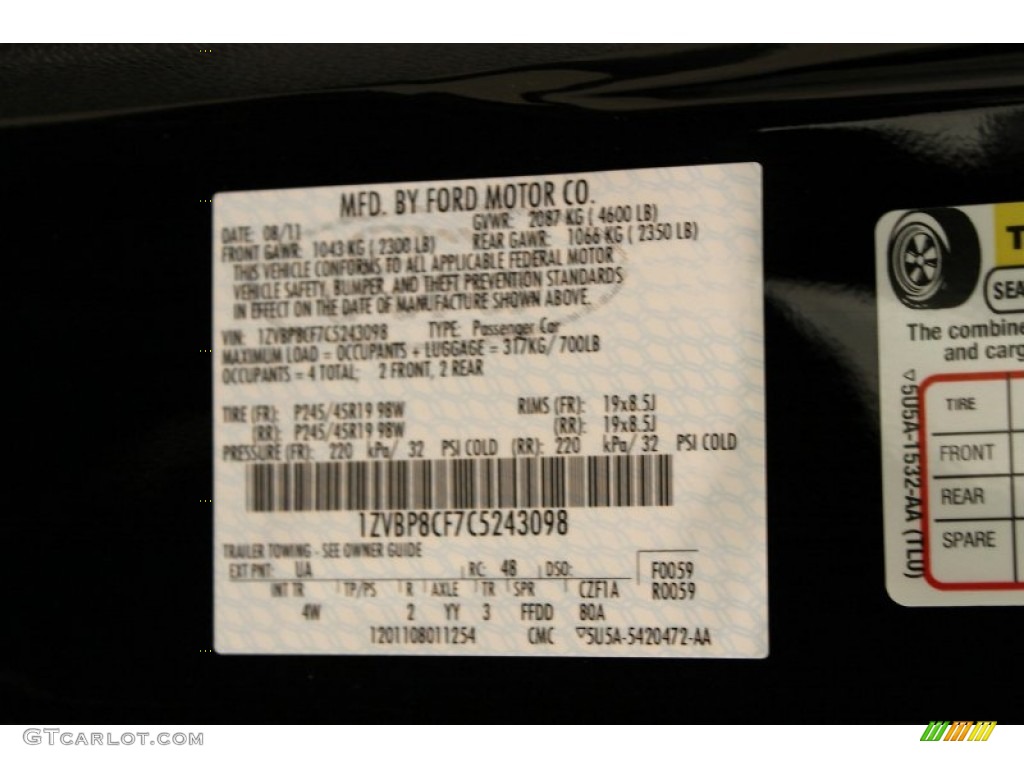 MFD. BY FORD MOTOR CO.
DATE: 08/11 GVWR: 2087 KG ( 4600 LB)
FRONT GAWR: 1043 KG ( 2300 LB) REAR GAWR: 1066 KG ( 2350 LB)
THIS VEHICLE CONFORMS TO ALL APPLICABLE FEDERAL MOTOR
VEHICLE SAFETY, BUMPER, AND THEFT PREVENTION STANDARDS
IN EFFECT ON THE DATE OF MANUFACTURE SHOWN ABOVE.
VIN: 1ZVBP8CF7C5243098 TYPE: Passenger Car
MAXIMUM LOAD = OCCUPANTS + LUGGAGE = 317KG/ 700LB
OCCUPANTS = 4 TOTAL; 2 FRONT, 2 REAR
TIRE (FR): P245/45R19 98W RIMS (FR): 19x8.5J
(RR): P245/45R19 98W (RR): 19x8.5J
PRESSURE (FR): 220 kPa/ 32 PSI COLD (RR): 220 kPa/ 32 PSI COLD
1ZVBP8CF7C5243098
TRAILER TOWING - SEE OWNER GUIDE
EXT PNT: UA RC: 48 DSO: F0059
INT TR TP/PS R AXLE TR SPR CZF1A R0059
4W 2 YY 3 FFDD 80A
1201108011254 CMC ▽5U5A-5420472-AA
T
SEA
The combine
and carg
TIRE
FRONT
REAR
SPARE
▽5U5A-1532-AA (1L0)
GTcarlot.com